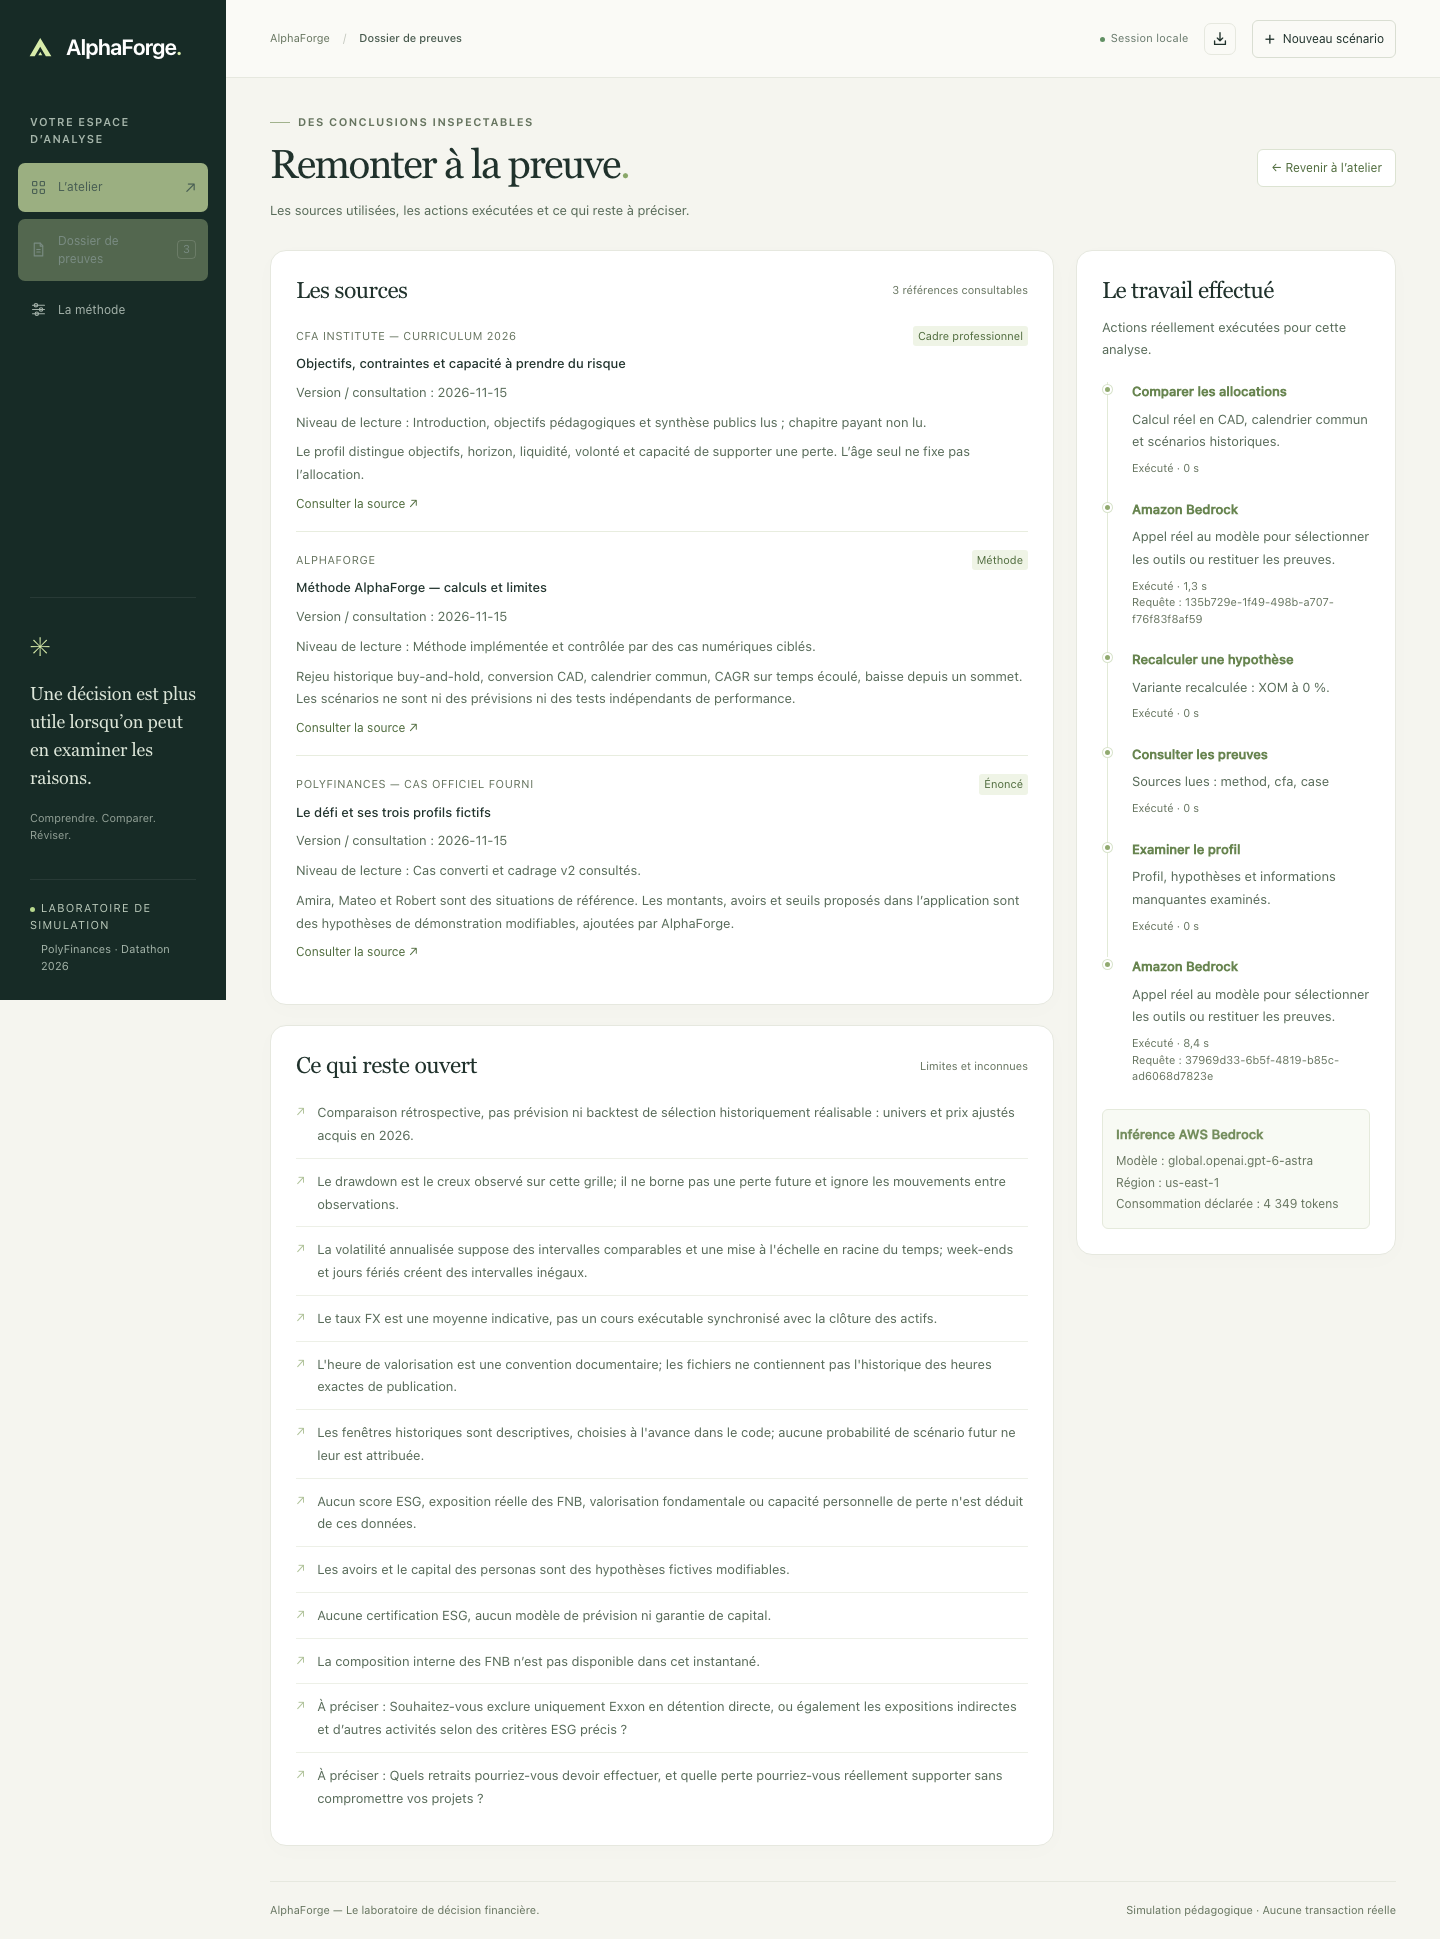 AlphaForge.
VOTRE ESPACE
D'ANALYSE
L'atelier
Dossier de
preuves
3
La méthode
Une décision est plus
utile lorsqu'on peut
en examiner les
raisons.
Comprendre. Comparer.
Réviser.
LABORATOIRE DE
SIMULATION
PolyFinances · Datathon
2026
AlphaForge / Dossier de preuves
Session locale
+ Nouveau scénario
DES CONCLUSIONS INSPECTABLES
Remonter à la preuve.
← Revenir à l'atelier
Les sources utilisées, les actions exécutées et ce qui reste à préciser.
Les sources
3 références consultables
CFA INSTITUTE — CURRICULUM 2026
Cadre professionnel
Objectifs, contraintes et capacité à prendre du risque
Version / consultation : 2026-11-15
Niveau de lecture : Introduction, objectifs pédagogiques et synthèse publics lus ; chapitre payant non lu.
Le profil distingue objectifs, horizon, liquidité, volonté et capacité de supporter une perte. L'âge seul ne fixe pas
l'allocation.
Consulter la source ↗
ALPHAFORGE
Méthode
Méthode AlphaForge — calculs et limites
Version / consultation : 2026-11-15
Niveau de lecture : Méthode implémentée et contrôlée par des cas numériques ciblés.
Rejeu historique buy-and-hold, conversion CAD, calendrier commun, CAGR sur temps écoulé, baisse depuis un sommet.
Les scénarios ne sont ni des prévisions ni des tests indépendants de performance.
Consulter la source ↗
POLYFINANCES — CAS OFFICIEL FOURNI
Énoncé
Le défi et ses trois profils fictifs
Version / consultation : 2026-11-15
Niveau de lecture : Cas converti et cadrage v2 consultés.
Amira, Mateo et Robert sont des situations de référence. Les montants, avoirs et seuils proposés dans l'application sont
des hypothèses de démonstration modifiables, ajoutées par AlphaForge.
Consulter la source ↗
Ce qui reste ouvert
Limites et inconnues
↗ Comparaison rétrospective, pas prévision ni backtest de sélection historiquement réalisable : univers et prix ajustés
acquis en 2026.
↗ Le drawdown est le creux observé sur cette grille; il ne borne pas une perte future et ignore les mouvements entre
observations.
↗ La volatilité annualisée suppose des intervalles comparables et une mise à l'échelle en racine du temps; week-ends
et jours fériés créent des intervalles inégaux.
↗ Le taux FX est une moyenne indicative, pas un cours exécutable synchronisé avec la clôture des actifs.
↗ L'heure de valorisation est une convention documentaire; les fichiers ne contiennent pas l'historique des heures
exactes de publication.
↗ Les fenêtres historiques sont descriptives, choisies à l'avance dans le code; aucune probabilité de scénario futur ne
leur est attribuée.
↗ Aucun score ESG, exposition réelle des FNB, valorisation fondamentale ou capacité personnelle de perte n'est déduit
de ces données.
↗ Les avoirs et le capital des personas sont des hypothèses fictives modifiables.
↗ Aucune certification ESG, aucun modèle de prévision ni garantie de capital.
↗ La composition interne des FNB n'est pas disponible dans cet instantané.
↗ À préciser : Souhaitez-vous exclure uniquement Exxon en détention directe, ou également les expositions indirectes
et d'autres activités selon des critères ESG précis ?
↗ À préciser : Quels retraits pourriez-vous devoir effectuer, et quelle perte pourriez-vous réellement supporter sans
compromettre vos projets ?
Le travail effectué
Actions réellement exécutées pour cette
analyse.
Comparer les allocations
Calcul réel en CAD, calendrier commun
et scénarios historiques.
Exécuté · 0 s
Amazon Bedrock
Appel réel au modèle pour sélectionner
les outils ou restituer les preuves.
Exécuté · 1,3 s
Requête : 135b729e-1f49-498b-a707-
f76f83f8af59
Recalculer une hypothèse
Variante recalculée : XOM à 0 %.
Exécuté · 0 s
Consulter les preuves
Sources lues : method, cfa, case
Exécuté · 0 s
Examiner le profil
Profil, hypothèses et informations
manquantes examinés.
Exécuté · 0 s
Amazon Bedrock
Appel réel au modèle pour sélectionner
les outils ou restituer les preuves.
Exécuté · 8,4 s
Requête : 37969d33-6b5f-4819-b85c-
ad6068d7823e
Inférence AWS Bedrock
Modèle : global.openai.gpt-6-astra
Région : us-east-1
Consommation déclarée : 4 349 tokens
AlphaForge — Le laboratoire de décision financière.
Simulation pédagogique · Aucune transaction réelle